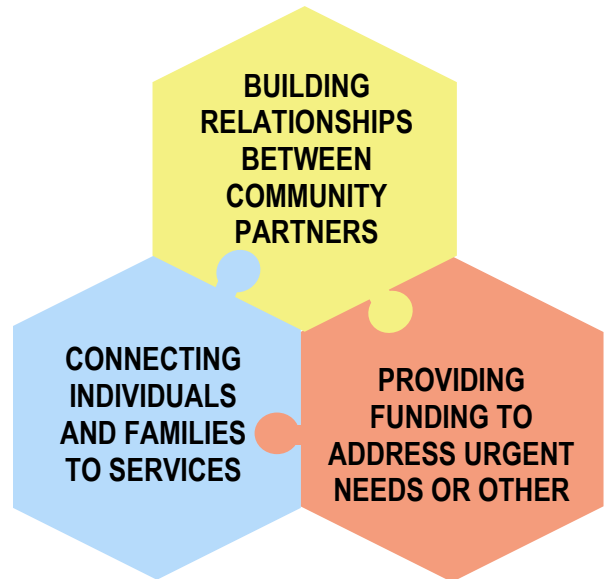 BUILDING
RELATIONSHIPS
BETWEEN
COMMUNITY
PARTNERS
CONNECTING
INDIVIDUALS
AND FAMILIES
TO SERVICES
PROVIDING
FUNDING TO
ADDRESS URGENT
NEEDS OR OTHER